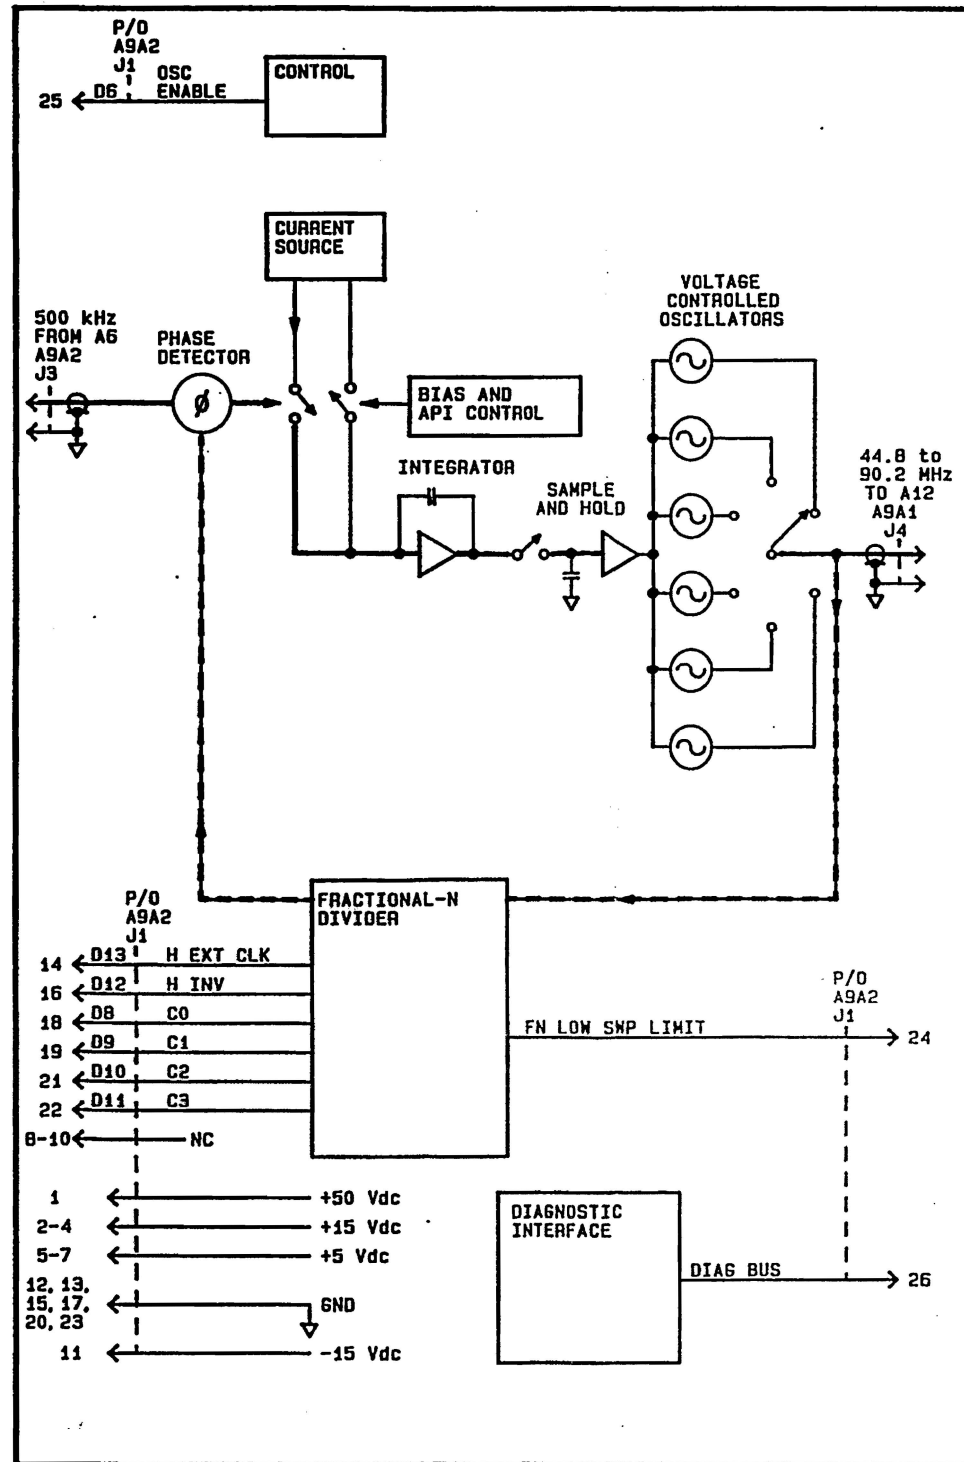 P/O
A9A2
J1
25 D6 OSC
ENABLE
CONTROL
CURRENT
SOURCE
500 kHz
FROM A6
A9A2
J3
PHASE
DETECTOR
Ø
BIAS AND
API CONTROL
INTEGRATOR
SAMPLE
AND HOLD
VOLTAGE
CONTROLLED
OSCILLATORS
44.8 to
90.2 MHz
TO A12
A9A1
J4
FRACTIONAL-N
DIVIDER
P/O
A9A2
J1
14 D13 H EXT CLK
16 D12 H INV
18 D8 C0
19 D9 C1
21 D10 C2
22 D11 C3
8-10 NC
1 +50 Vdc
2-4 +15 Vdc
5-7 +5 Vdc
12, 13,
15, 17,
20, 23
GND
11 -15 Vdc
P/O
A9A2
J1
FN LOW SWP LIMIT 24
DIAGNOSTIC
INTERFACE
DIAG BUS 26